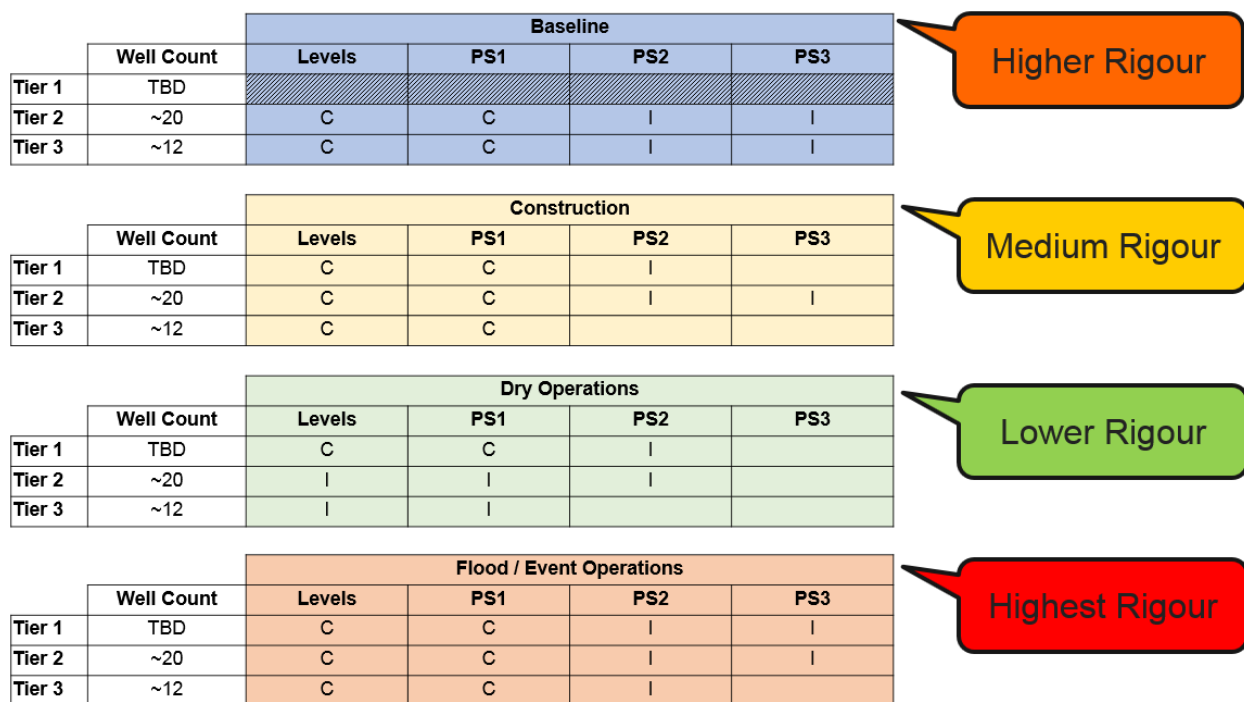 Baseline
Well Count Levels PS1 PS2 PS3
Tier 1 TBD
Tier 2 ~20 C C I I
Tier 3 ~12 C C I I
Higher Rigour
Construction
Well Count Levels PS1 PS2 PS3
Tier 1 TBD C C I
Tier 2 ~20 C C I I
Tier 3 ~12 C C
Medium Rigour
Dry Operations
Well Count Levels PS1 PS2 PS3
Tier 1 TBD C C I
Tier 2 ~20 I I I
Tier 3 ~12 I I
Lower Rigour
Flood / Event Operations
Well Count Levels PS1 PS2 PS3
Tier 1 TBD C C I I
Tier 2 ~20 C C I I
Tier 3 ~12 C C I
Highest Rigour